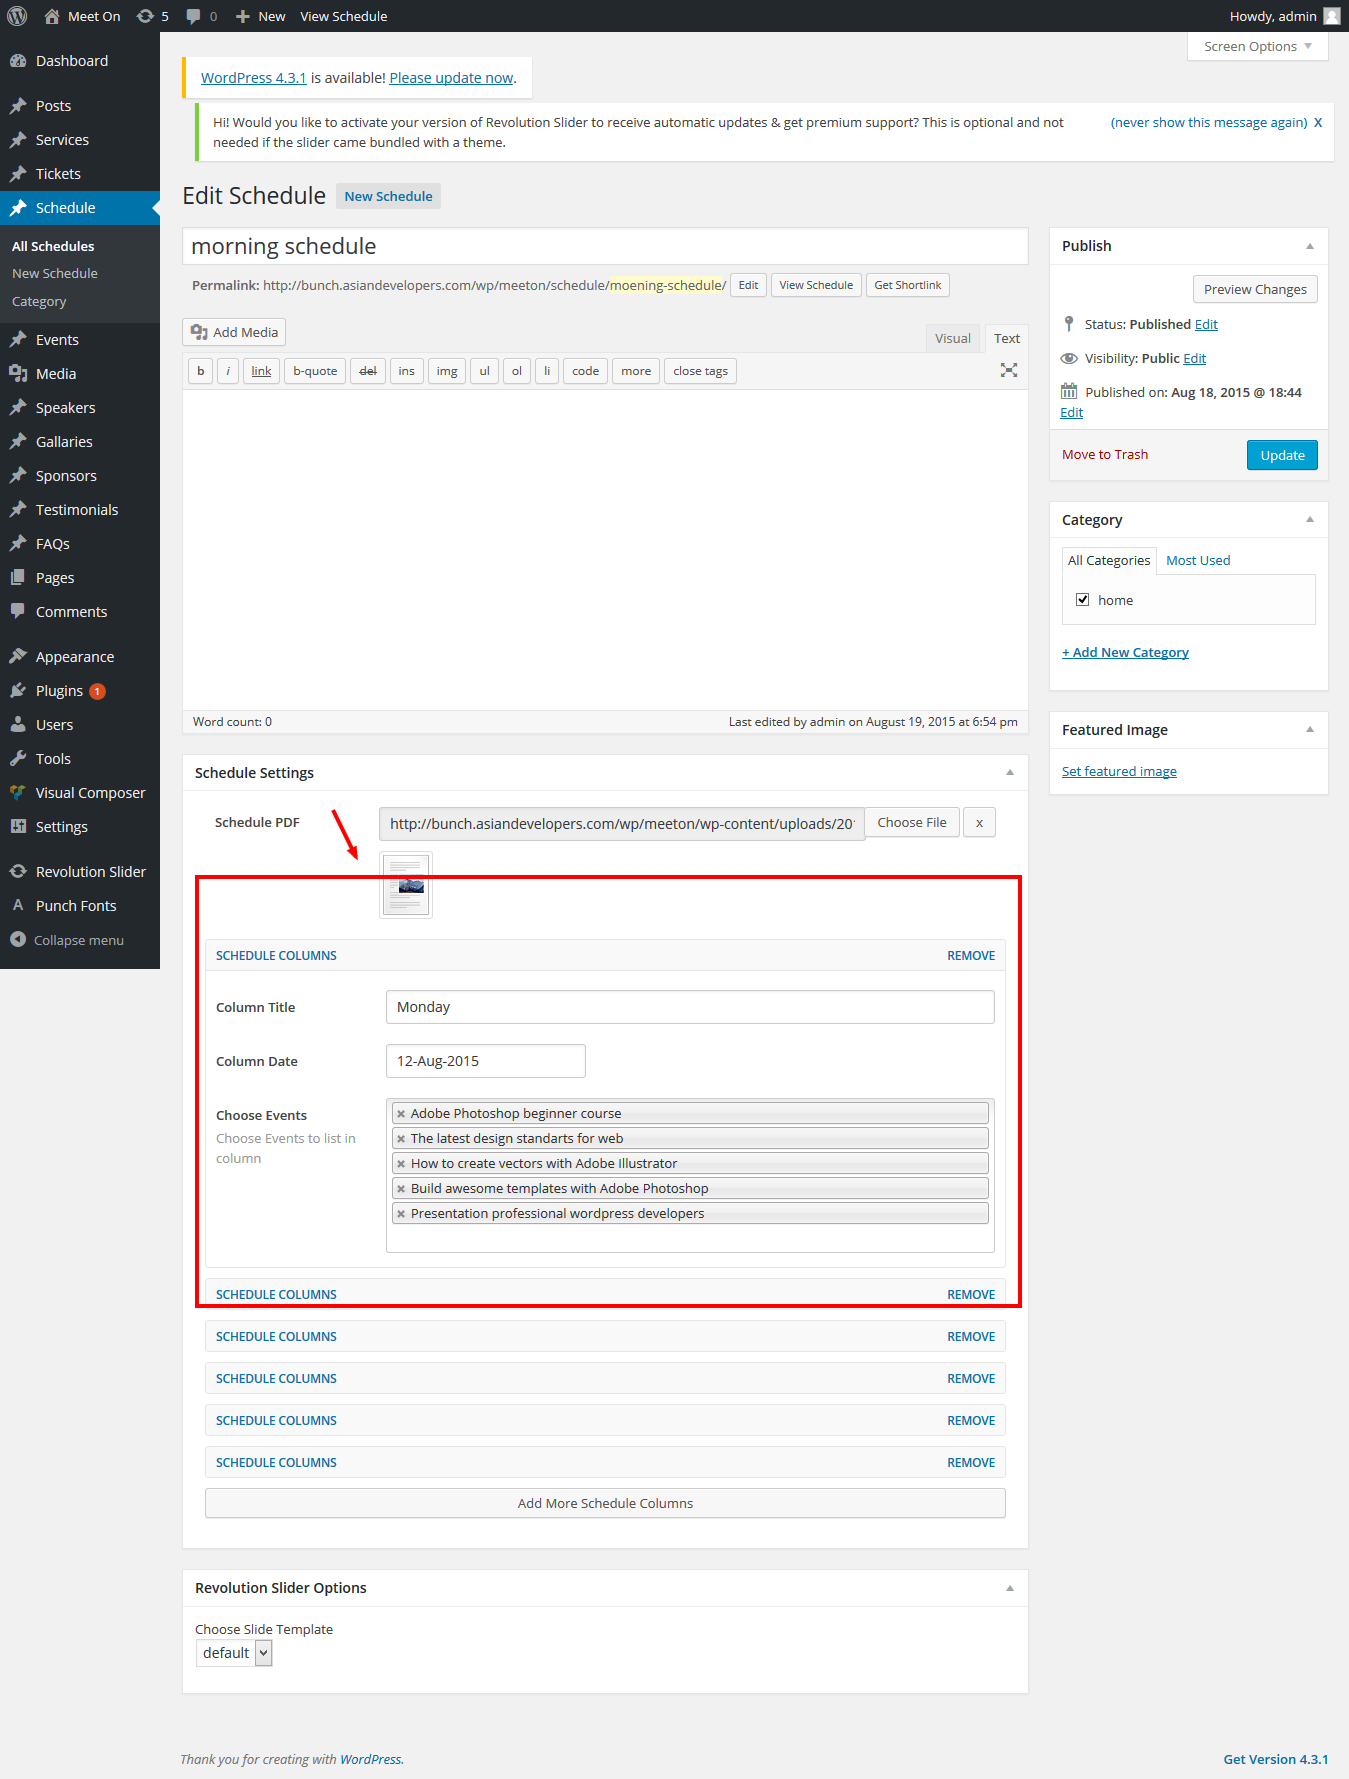 Meet On 5 0 New View Schedule Howdy, admin
Screen Options
Dashboard
Posts
Services
Tickets
Schedule
All Schedules
New Schedule
Category
Events
Media
Speakers
Gallaries
Sponsors
Testimonials
FAQs
Pages
Comments
Appearance
Plugins 1
Users
Tools
Visual Composer
Settings
Revolution Slider
Punch Fonts
Collapse menu
WordPress 4.3.1 is available! Please update now.
Hi! Would you like to activate your version of Revolution Slider to receive automatic updates & get premium support? This is optional and not
needed if the slider came bundled with a theme.
(never show this message again) X
Edit Schedule New Schedule
morning schedule
Permalink: http://bunch.asiandevelopers.com/wp/meeton/schedule/moening-schedule/ Edit View Schedule Get Shortlink
Add Media
Visual Text
b i link b-quote del ins img ul ol li code more close tags
Word count: 0 Last edited by admin on August 19, 2015 at 6:54 pm
Schedule Settings
Schedule PDF http://bunch.asiandevelopers.com/wp/meeton/wp-content/uploads/201 Choose File x
SCHEDULE COLUMNS REMOVE
Column Title Monday
Column Date 12-Aug-2015
Choose Events
Choose Events to list in
column
Adobe Photoshop beginner course
The latest design standarts for web
How to create vectors with Adobe Illustrator
Build awesome templates with Adobe Photoshop
Presentation professional wordpress developers
SCHEDULE COLUMNS REMOVE
SCHEDULE COLUMNS REMOVE
SCHEDULE COLUMNS REMOVE
SCHEDULE COLUMNS REMOVE
SCHEDULE COLUMNS REMOVE
Add More Schedule Columns
Revolution Slider Options
Choose Slide Template
default
Publish
Preview Changes
Status: Published Edit
Visibility: Public Edit
Published on: Aug 18, 2015 @ 18:44
Edit
Move to Trash Update
Category
All Categories Most Used
home
+ Add New Category
Featured Image
Set featured image
Thank you for creating with WordPress. Get Version 4.3.1